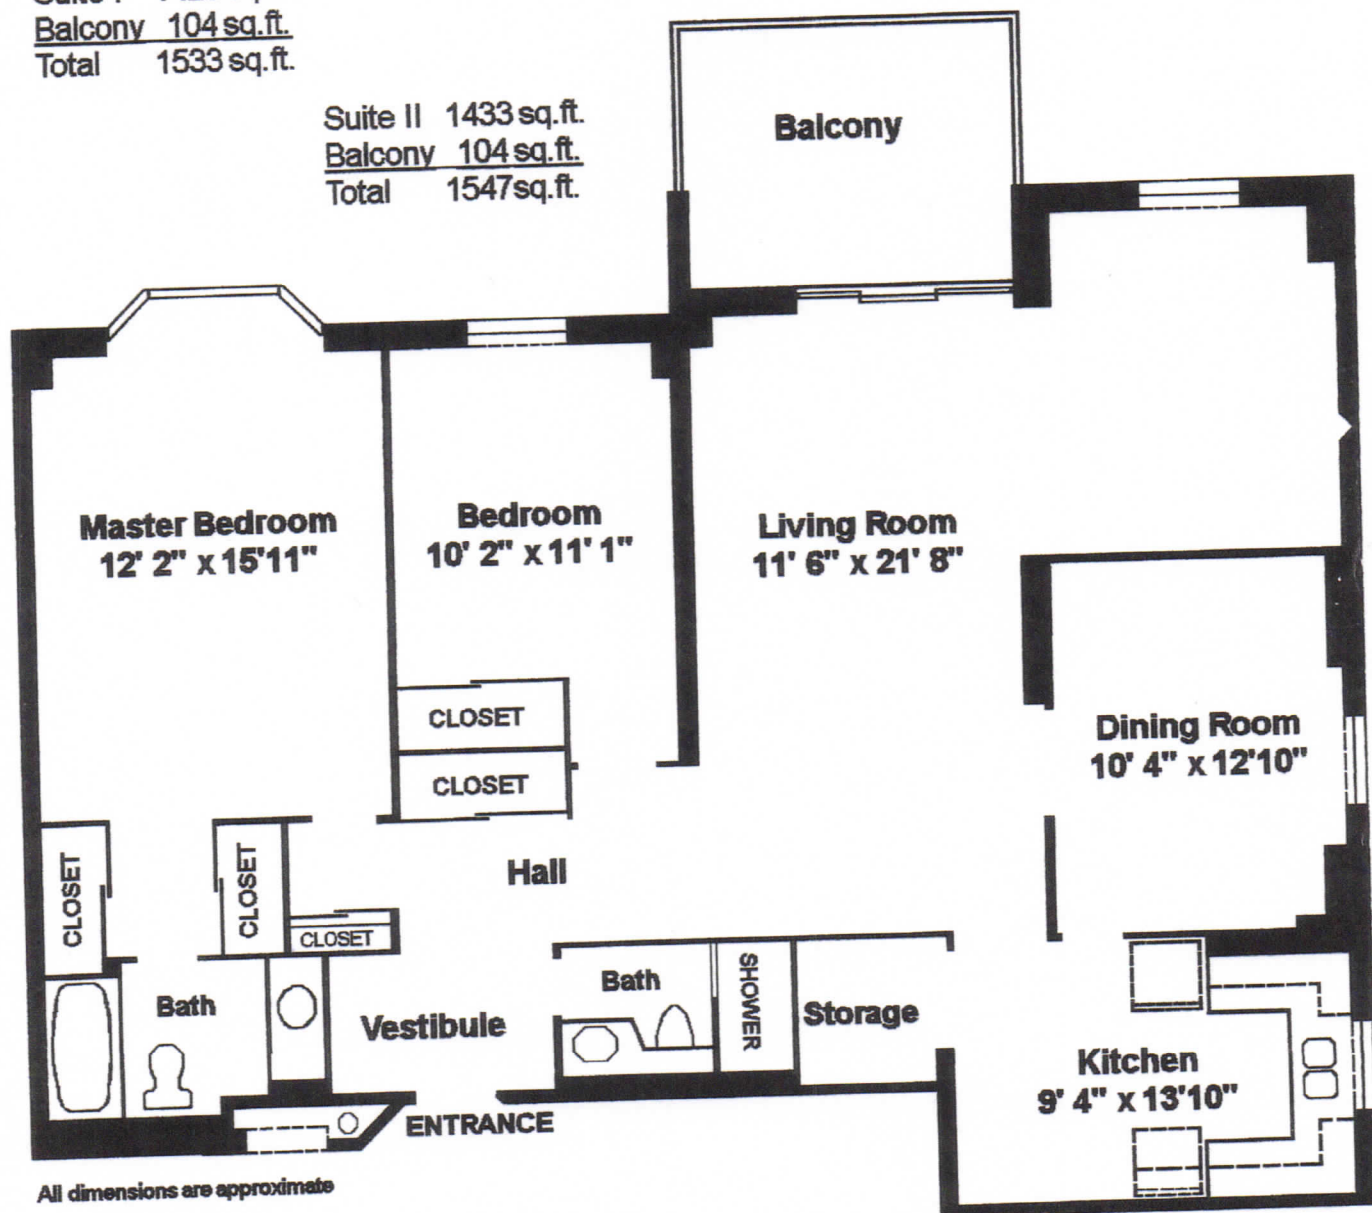 Balcony 104 sq.ft.
Total 1533 sq.ft.
Suite II 1433 sq.ft.
Balcony 104 sq.ft.
Total 1547 sq.ft.
Balcony
Master Bedroom
12' 2" x 15'11"
Bedroom
10' 2" x 11' 1"
Living Room
11' 6" x 21' 8"
CLOSET
CLOSET
Dining Room
10' 4" x 12'10"
CLOSET
CLOSET
Hall
CLOSET
Bath
Vestibule
Bath
SHOWER
Storage
Kitchen
9' 4" x 13'10"
ENTRANCE
All dimensions are approximate